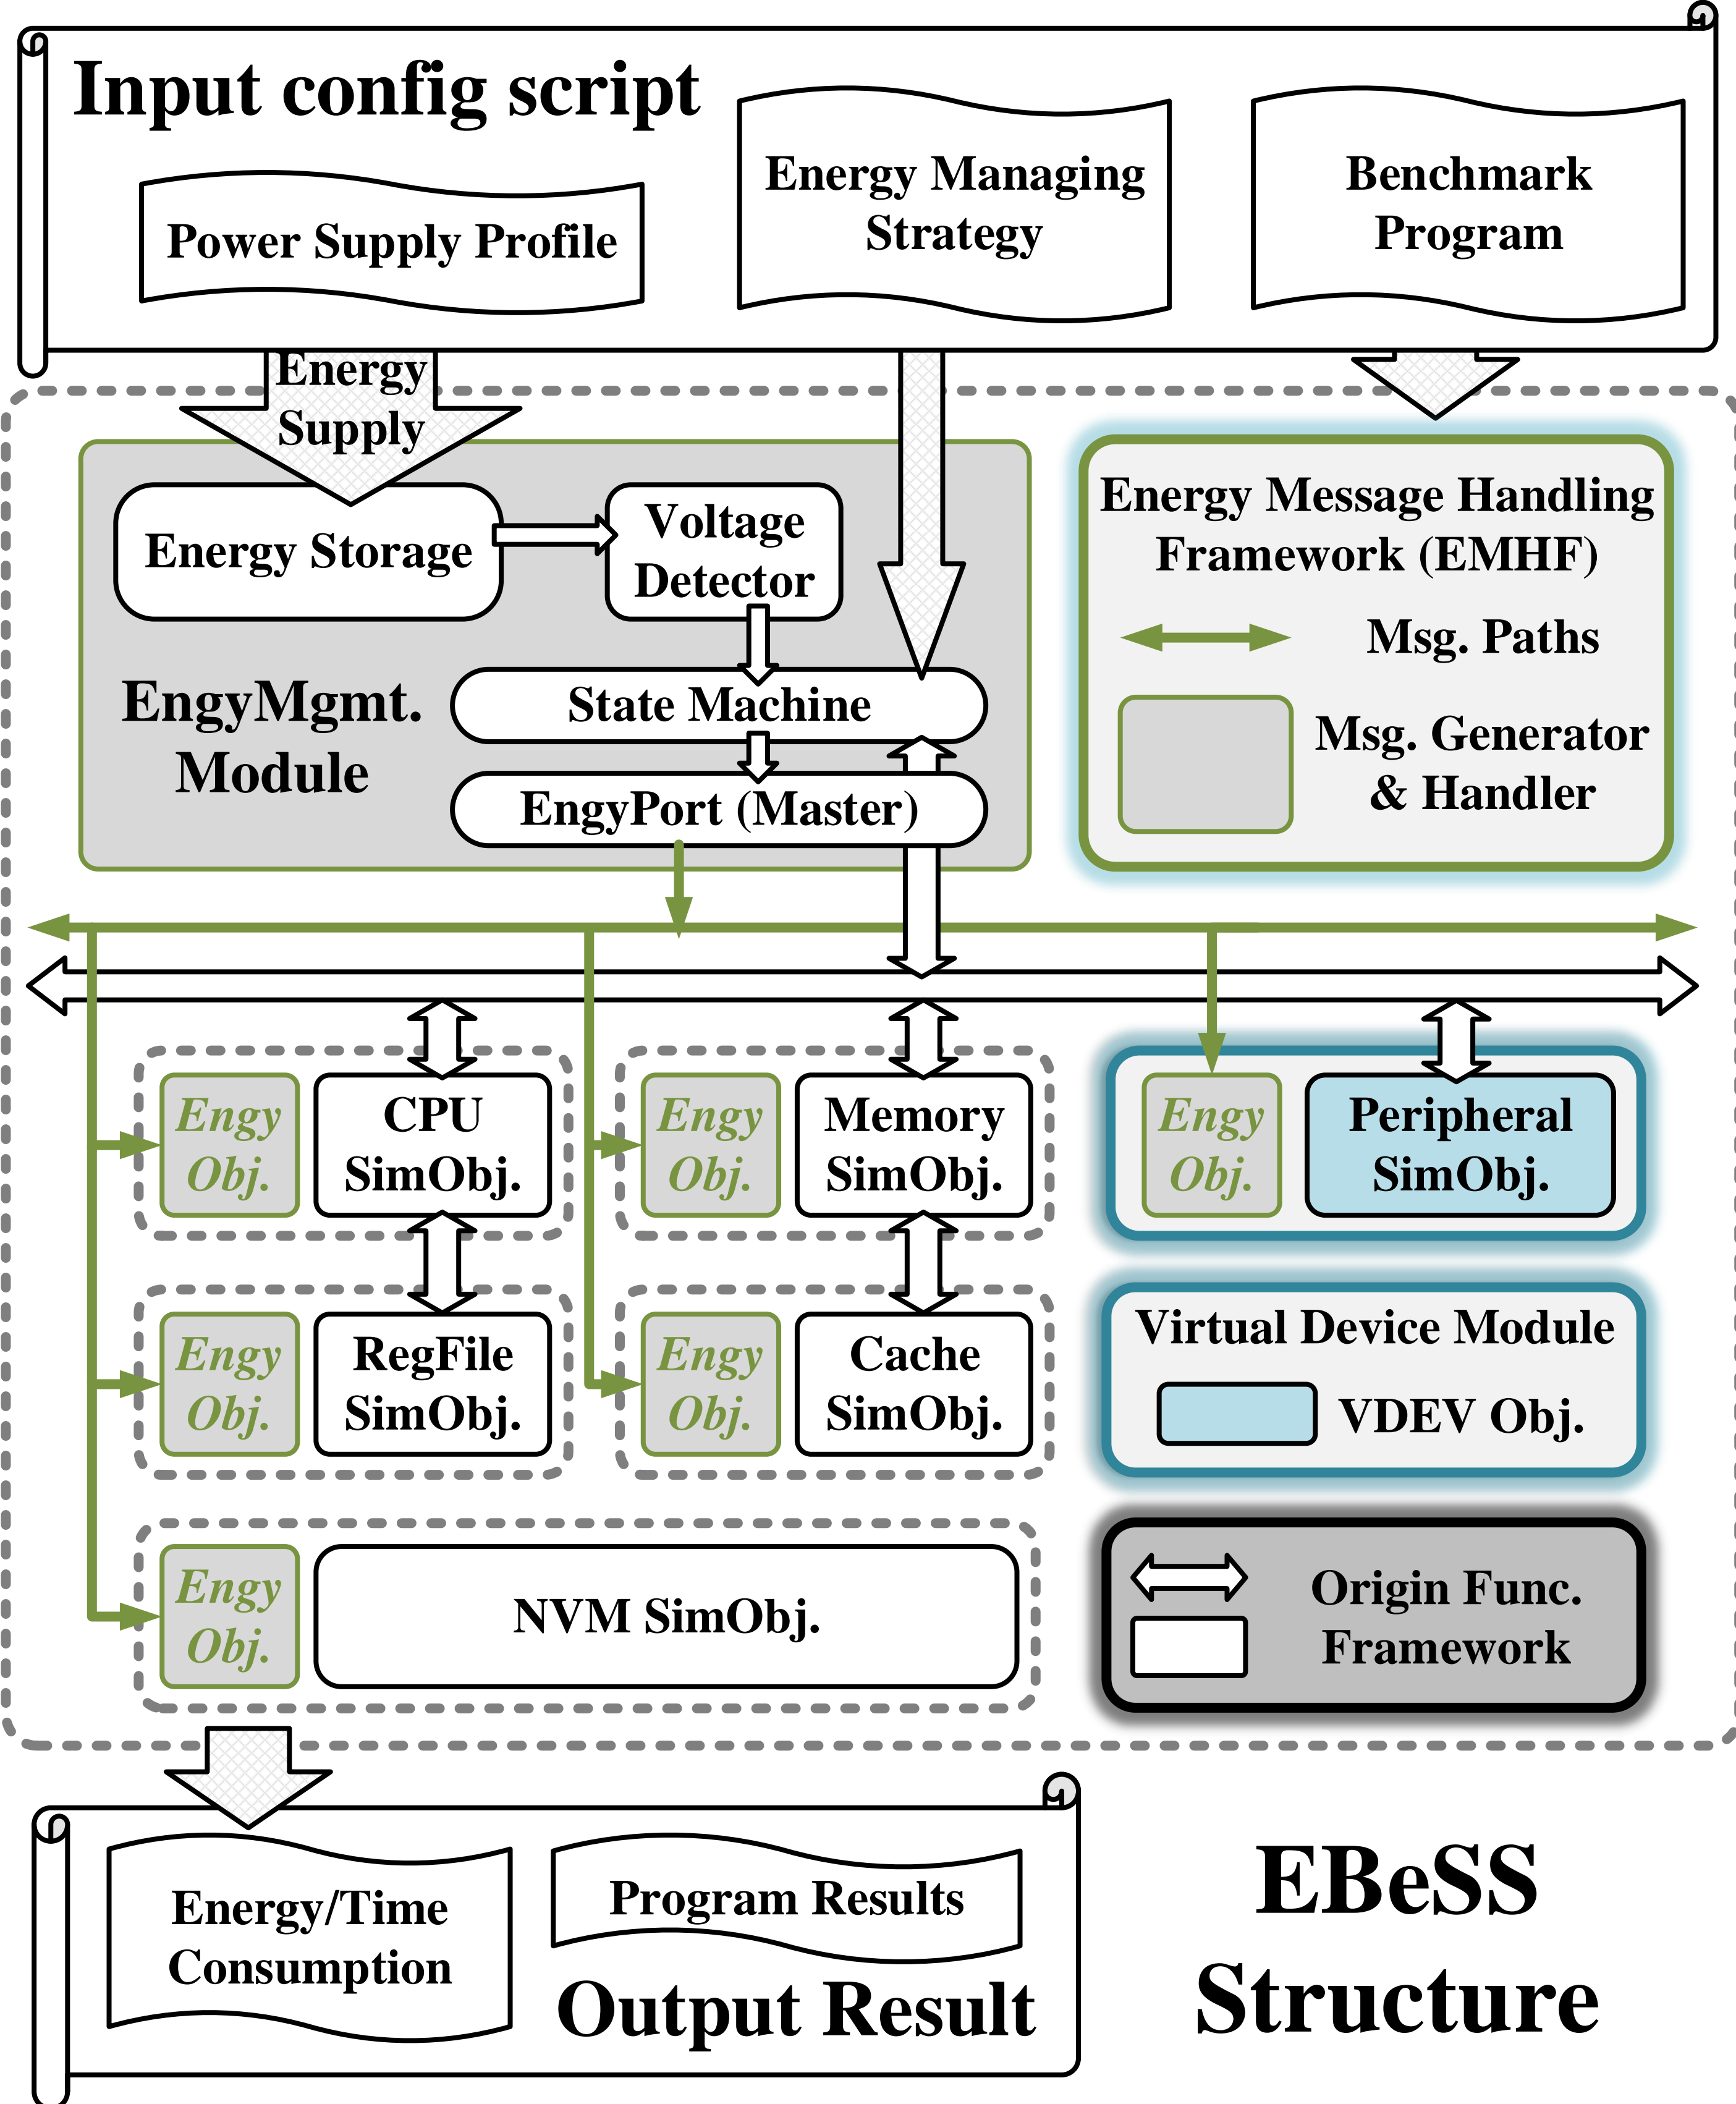 Input config script
Power Supply Profile
Energy Managing
Strategy
Benchmark
Program
Energy
Supply
Energy Storage
Voltage
Detector
EngyMgmt.
Module
State Machine
EngyPort (Master)
Energy Message Handling
Framework (EMHF)
Msg. Paths
Msg. Generator
& Handler
Engy
Obj.
CPU
SimObj.
Engy
Obj.
Memory
SimObj.
Engy
Obj.
Peripheral
SimObj.
Engy
Obj.
RegFile
SimObj.
Engy
Obj.
Cache
SimObj.
Virtual Device Module
VDEV Obj.
Engy
Obj.
NVM SimObj.
Origin Func.
Framework
Energy/Time
Consumption
Program Results
Output Result
EBeSS
Structure